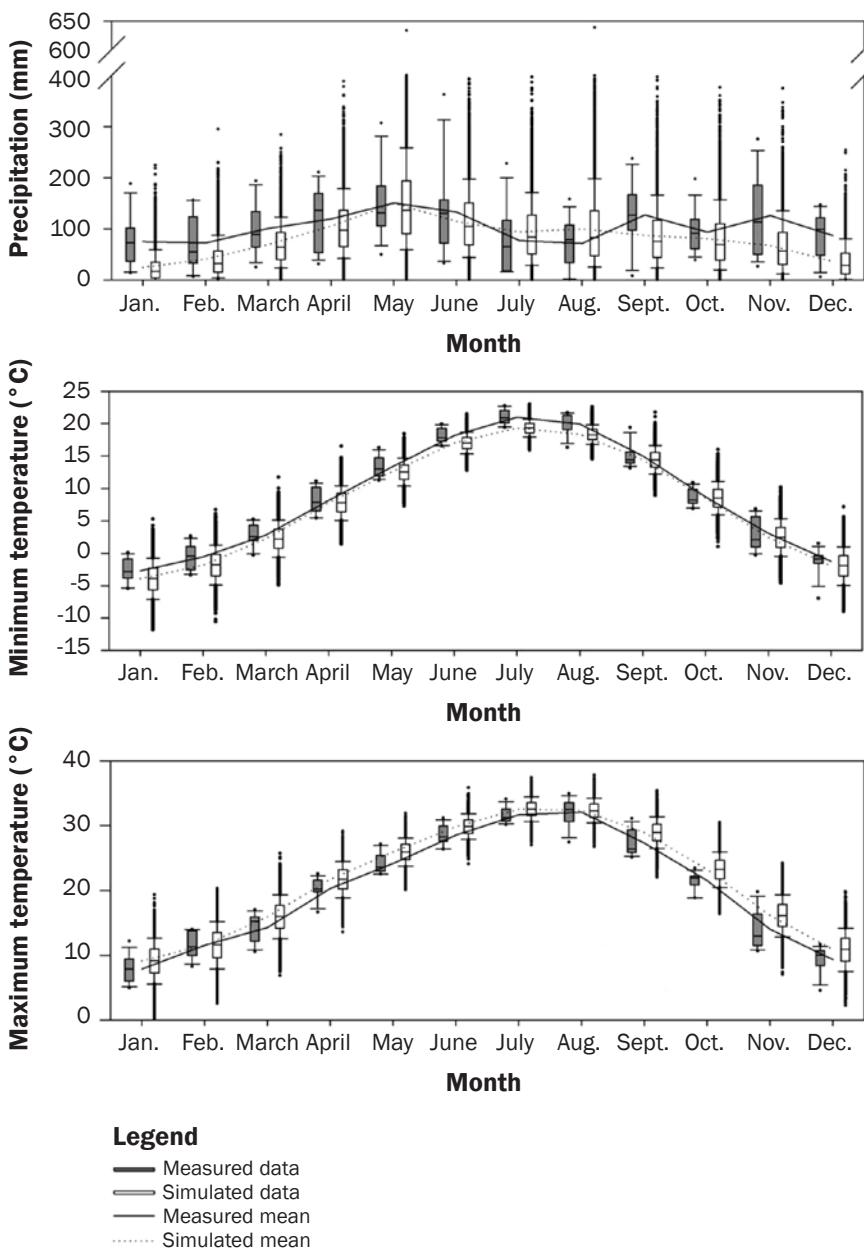 Precipitation (mm)
650
600
400
300
200
100
0
Jan. Feb. March April May June July Aug. Sept. Oct. Nov. Dec.
Month
Minimum temperature (°C)
25
20
15
10
5
0
-5
-10
-15
Jan. Feb. March April May June July Aug. Sept. Oct. Nov. Dec.
Month
Maximum temperature (°C)
40
30
20
10
0
Jan. Feb. March April May June July Aug. Sept. Oct. Nov. Dec.
Month
Legend
Measured data
Simulated data
Measured mean
Simulated mean